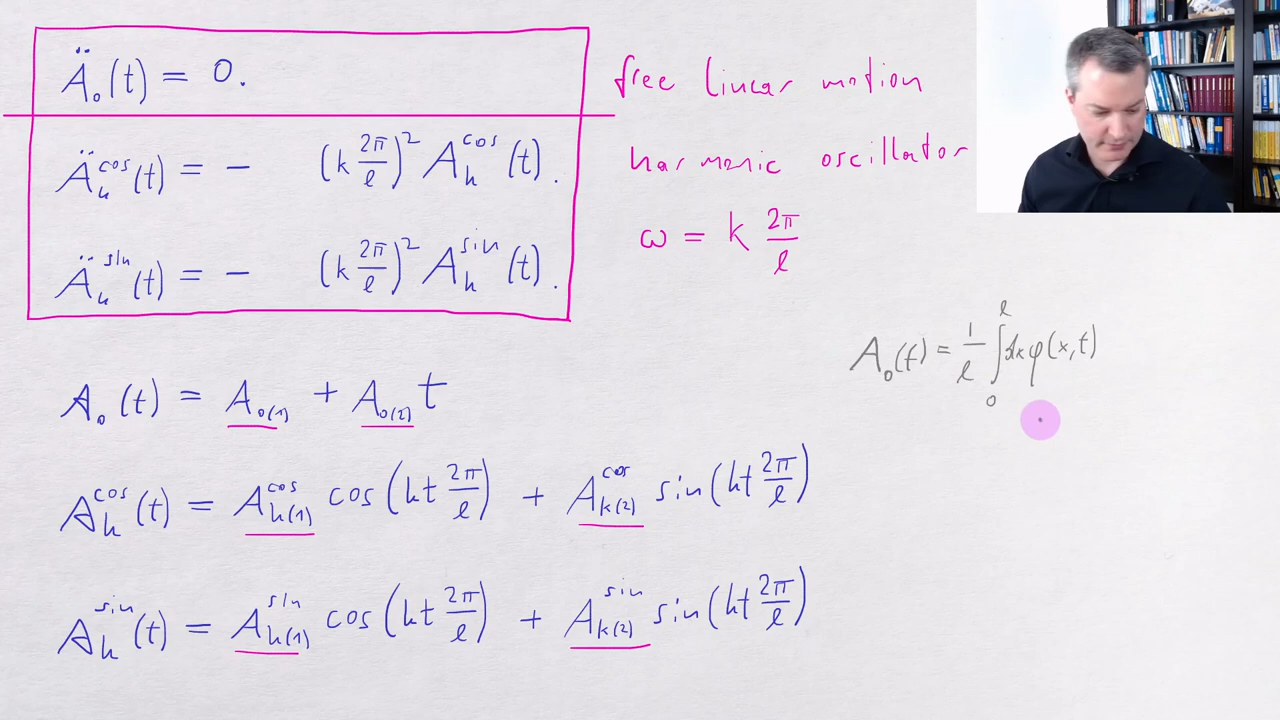 Ä₀(t) = 0.
free linear motion
Ä_k^cos(t) = − (k 2π/ℓ)² A_k^cos(t).
harmonic oscillator
Ä_k^sin(t) = − (k 2π/ℓ)² A_k^sin(t).
ω = k 2π/ℓ
A₀(t) = 1/ℓ ∫₀^ℓ dx φ(x,t)
A₀(t) = A₀₍₁₎ + A₀₍₂₎ t
A_k^cos(t) = A_k(1)^cos cos(kt 2π/ℓ) + A_k(2)^cos sin(kt 2π/ℓ)
A_k^sin(t) = A_k(1)^sin cos(kt 2π/ℓ) + A_k(2)^sin sin(kt 2π/ℓ)